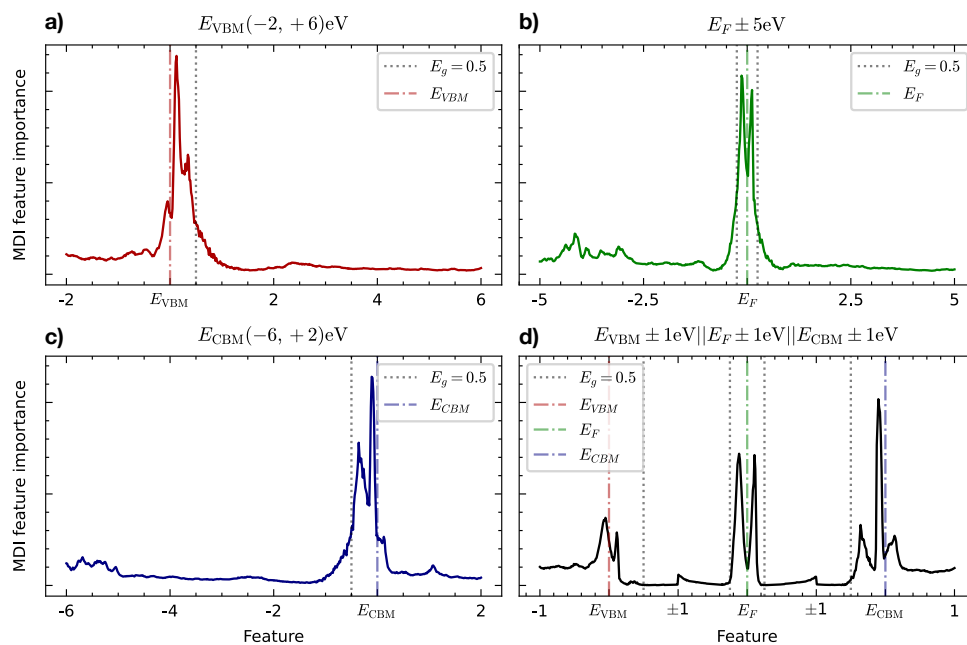 a) E_VBM(−2, +6)eV
MDI feature importance
E_g = 0.5
E_VBM
-2 E_VBM 2 4 6
b) E_F ± 5eV
E_g = 0.5
E_F
-5 -2.5 E_F 2.5 5
c) E_CBM(−6, +2)eV
MDI feature importance
E_g = 0.5
E_CBM
-6 -4 -2 E_CBM 2
Feature
d) E_VBM ± 1eV||E_F ± 1eV||E_CBM ± 1eV
E_g = 0.5
E_VBM
E_F
E_CBM
-1 E_VBM ±1 E_F ±1 E_CBM 1
Feature